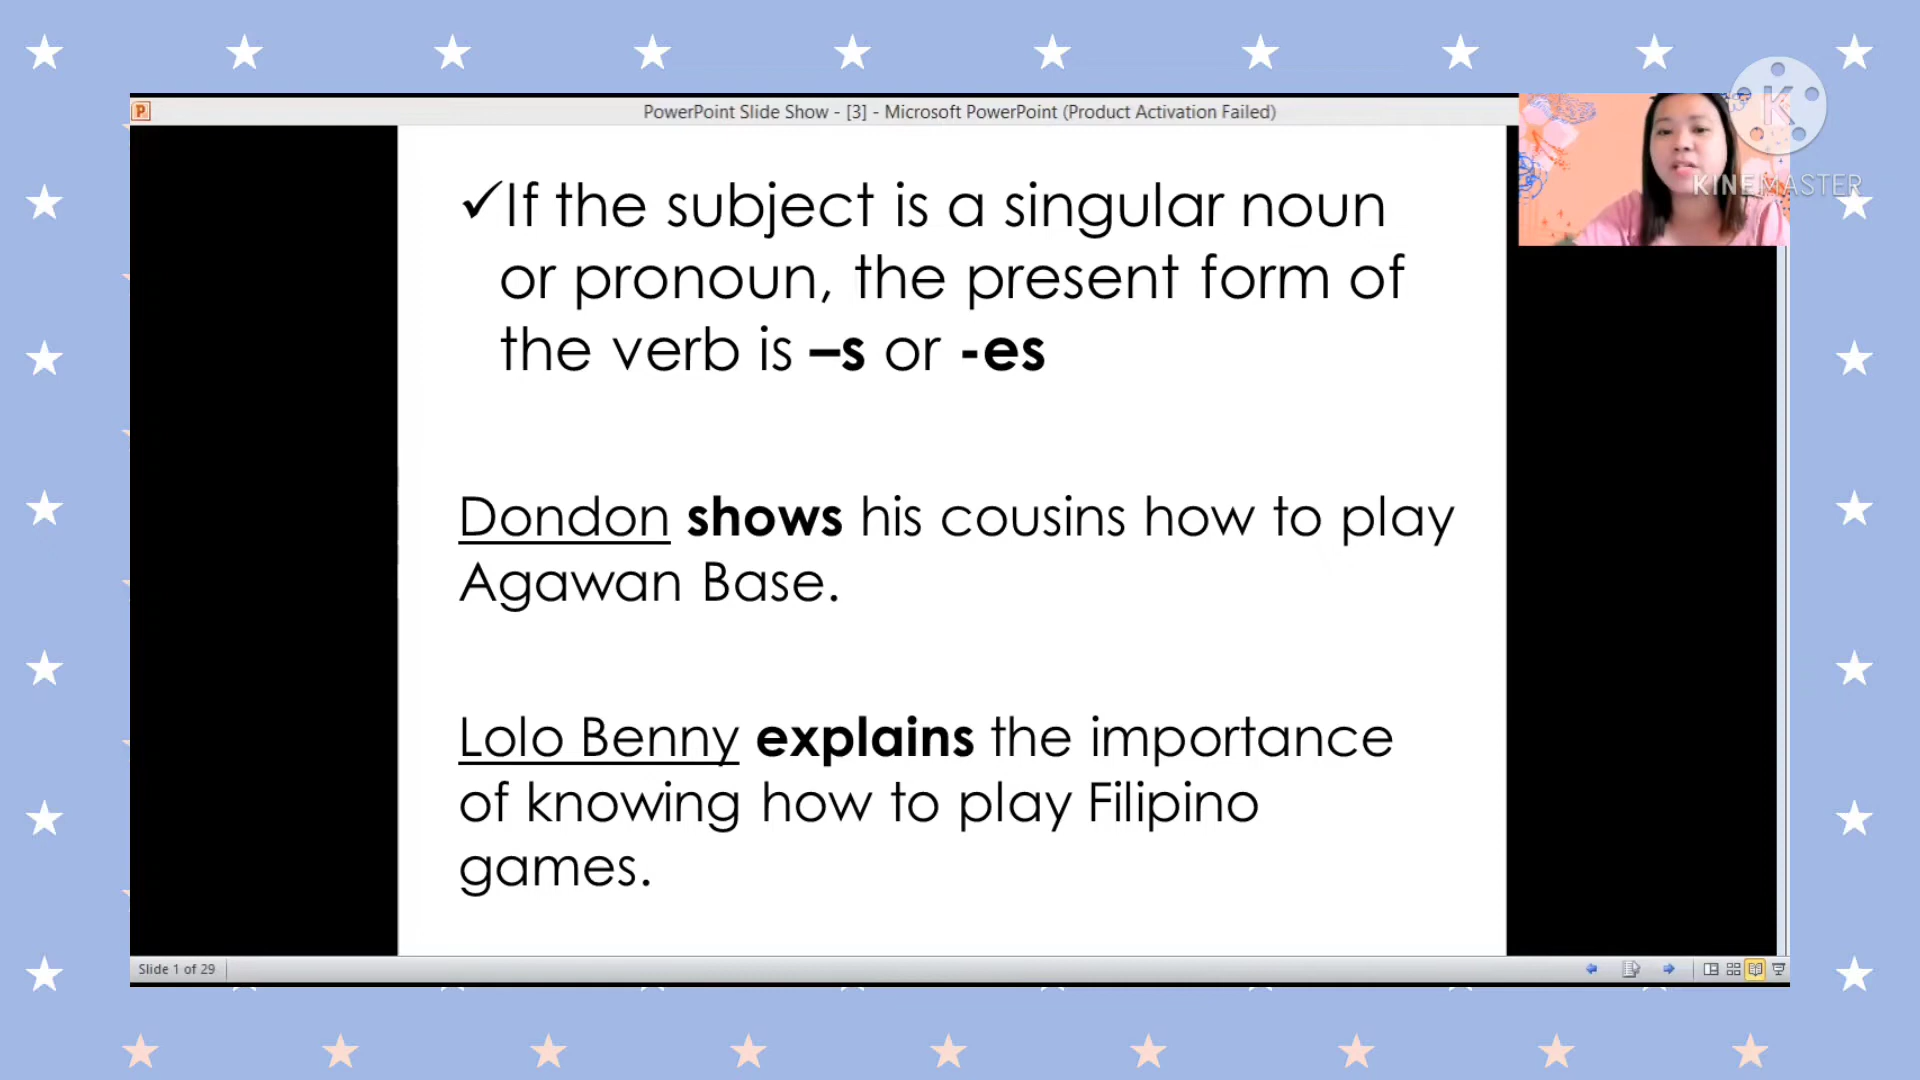 PowerPoint Slide Show - [3] - Microsoft PowerPoint (Product Activation Failed)
K
KINEMASTER
✓If the subject is a singular noun
or pronoun, the present form of
the verb is –s or -es
Dondon shows his cousins how to play
Agawan Base.
Lolo Benny explains the importance
of knowing how to play Filipino
games.
Slide 1 of 29